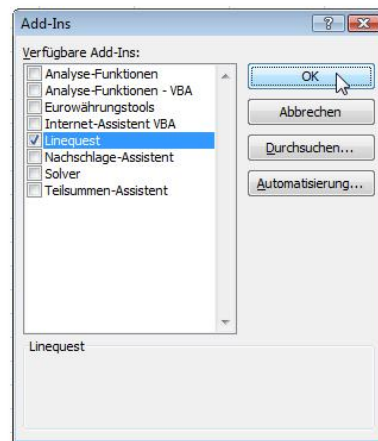 Add-Ins
Verfügbare Add-Ins:
Analyse-Funktionen
Analyse-Funktionen - VBA
Eurowährungstools
Internet-Assistent VBA
Linequest
Nachschlage-Assistent
Solver
Teilsummen-Assistent
OK
Abbrechen
Durchsuchen...
Automatisierung...
Linequest